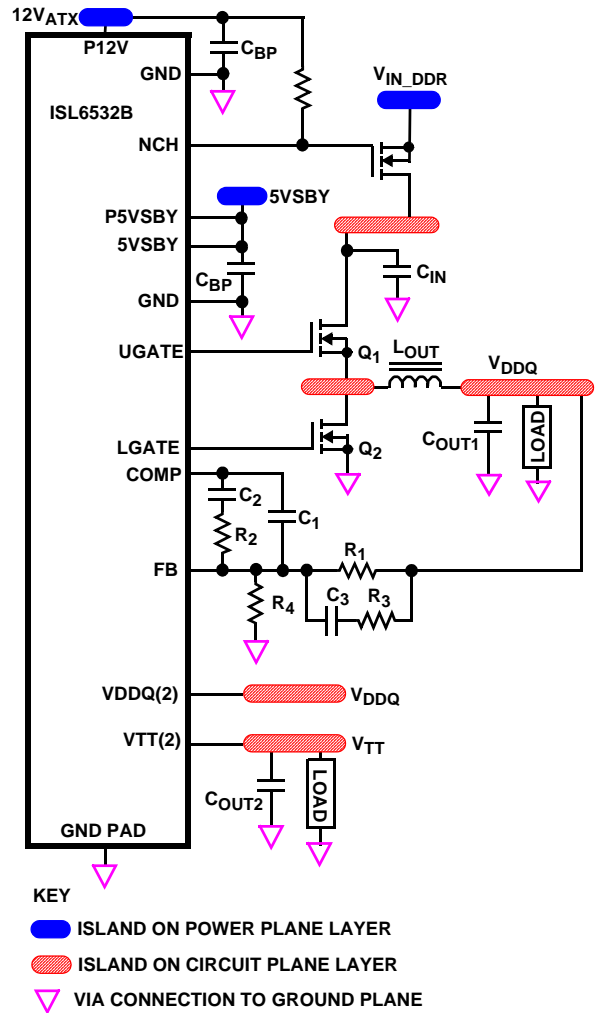 12VATX
P12V
CBP
GND
VIN_DDR
ISL6532B
NCH
5VSBY
P5VSBY
5VSBY
CBP
CIN
GND
Q1
LOUT
UGATE
VDDQ
LGATE
Q2
COUT1
LOAD
COMP
C2
C1
R2
R1
FB
C3
R3
R4
VDDQ(2)
VDDQ
VTT(2)
VTT
COUT2
LOAD
GND PAD
KEY
ISLAND ON POWER PLANE LAYER
ISLAND ON CIRCUIT PLANE LAYER
VIA CONNECTION TO GROUND PLANE